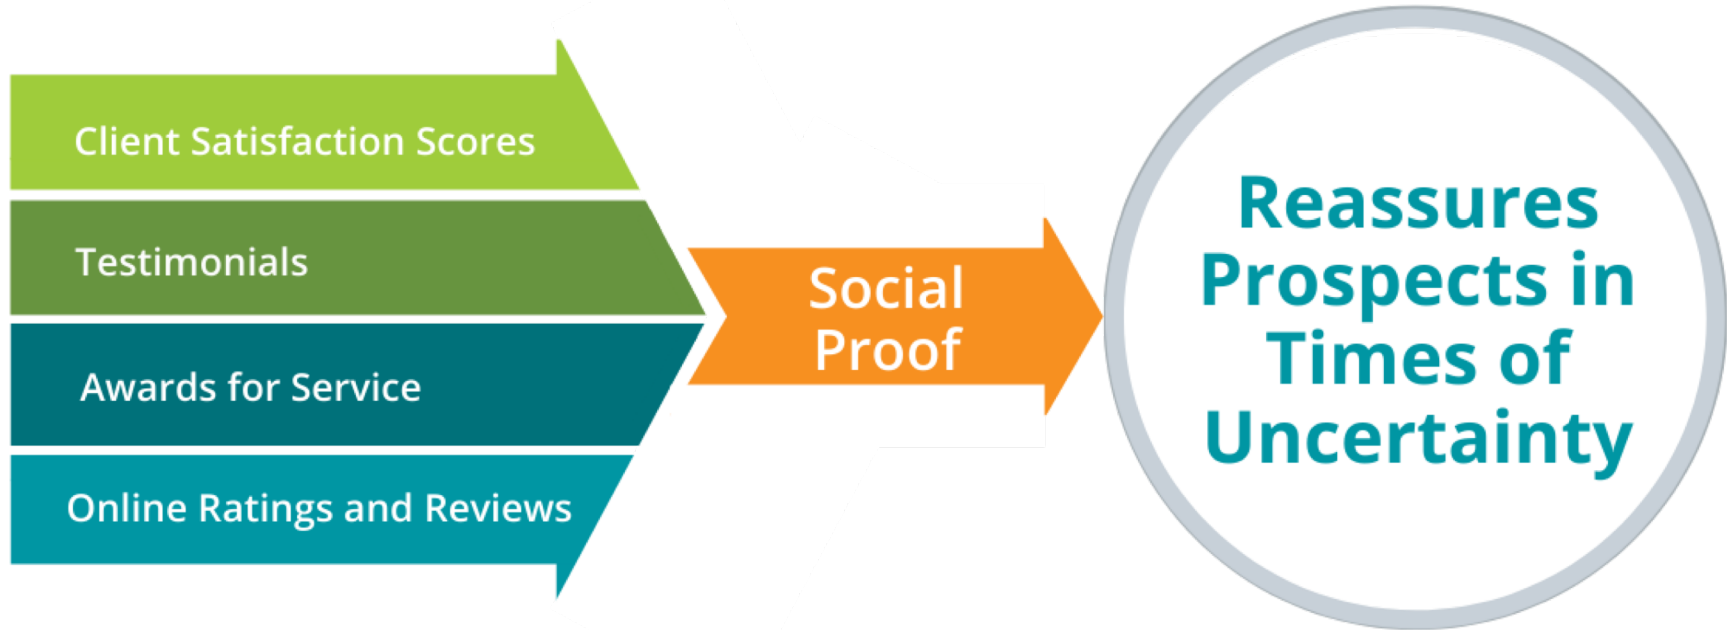 Client Satisfaction Scores
Testimonials
Awards for Service
Online Ratings and Reviews
Social
Proof
Reassures
Prospects in
Times of
Uncertainty